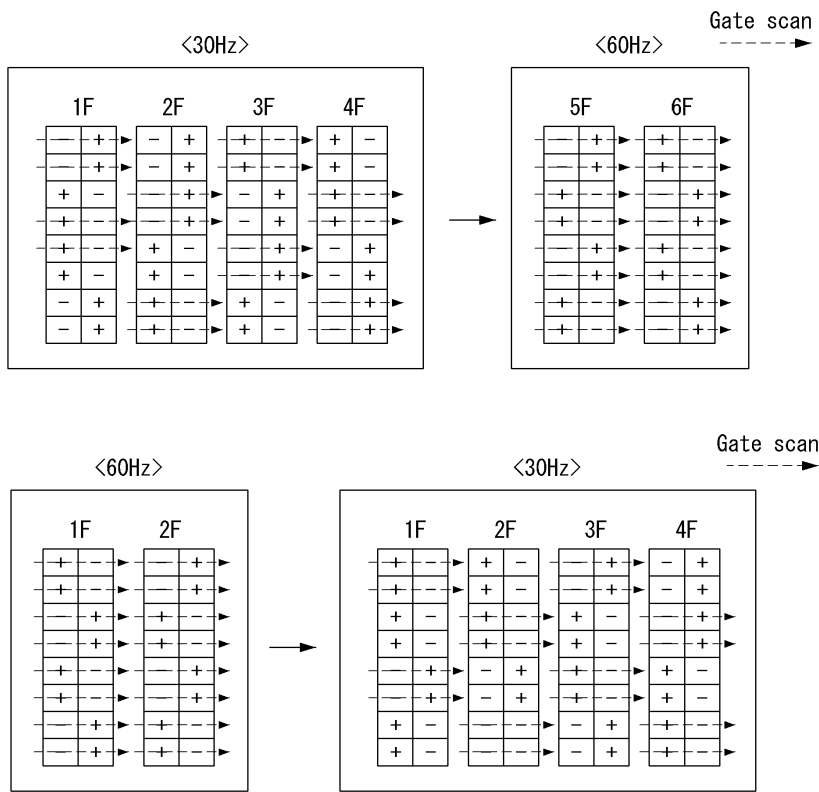 Gate scan
<30Hz>
<60Hz>
1F 2F 3F 4F 5F 6F
− + − + + − + − − + + −
− + − + + − + − − + + −
+ − − + − + + − + − − +
+ − − + − + + − + − − +
+ − + − − + − + − + + −
+ − + − − + − + − + + −
− + + − + − − + + − − +
− + + − + − − + + − − +
Gate scan
<60Hz>
<30Hz>
1F 2F 1F 2F 3F 4F
+ − − + + − + − − + − +
+ − − + + − + − − + − +
− + + − + − + − + − − +
− + + − + − + − + − − +
+ − − + − + − + + − + −
+ − − + − + − + + − + −
− + + − + − − − − + + −
− + + − + − − − − + + −